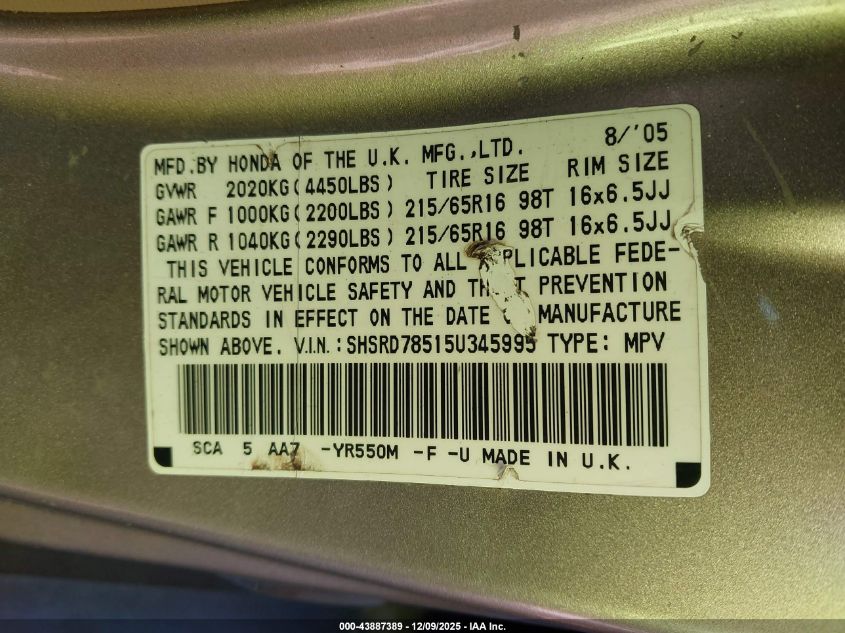 MFD.BY HONDA OF THE U.K. MFG.,LTD. 8/'05
GVWR 2020KG(4450LBS) TIRE SIZE RIM SIZE
GAWR F 1000KG(2200LBS) 215/65R16 98T 16x6.5JJ
GAWR R 1040KG(2290LBS) 215/65R16 98T 16x6.5JJ
THIS VEHICLE CONFORMS TO ALL FEDE-
RAL MOTOR VEHICLE SAFETY AND PREVENTION
STANDARDS IN EFFECT ON THE DATE MANUFACTURE
SHOWN ABOVE. V.I.N.:SHSRD78515U345995 TYPE: MPV
SCA 5 AA7 -YR550M -F -U MADE IN U.K.
000-43887389 - 12/09/2025 - IAA Inc.